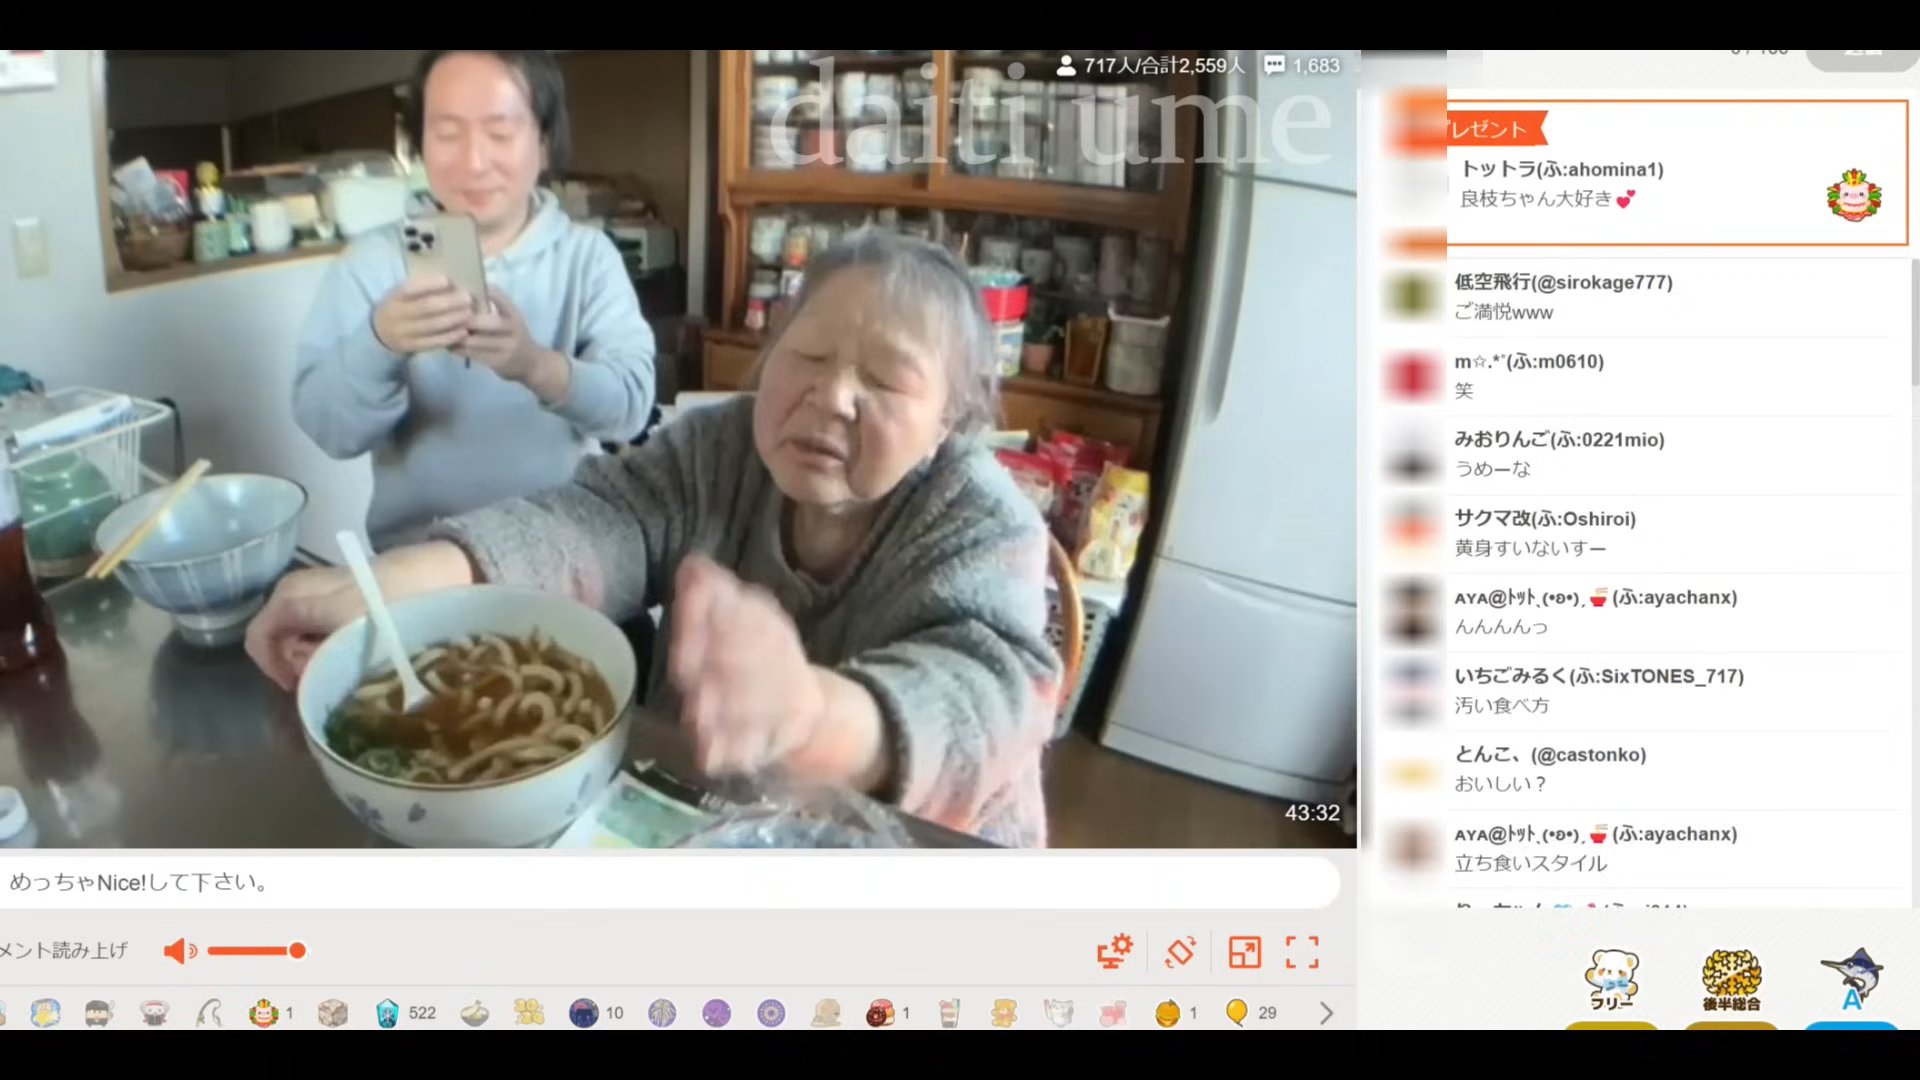 717人/合計2,559人 1,683
daiti ume
43:32
めっちゃNice!して下さい。
メント読み上げ
1
522
10
1
1
29
レゼント
トットラ(ふ:ahomina1)
良枝ちゃん大好き💕
低空飛行(@sirokage777)
ご満悦www
m☆.*ﾟ(ふ:m0610)
笑
みおりんご(ふ:0221mio)
うめーな
サクマ改(ふ:Oshiroi)
黄身すいないすー
ᴀʏᴀ@ﾄｯﾄˎ₍•ʚ•₎ˏ🍜(ふ:ayachanx)
んんんんっ
いちごみるく(ふ:SixTONES_717)
汚い食べ方
とんこ、(@castonko)
おいしい？
ᴀʏᴀ@ﾄｯﾄˎ₍•ʚ•₎ˏ🍜(ふ:ayachanx)
立ち食いスタイル
フリー
後半総合
A